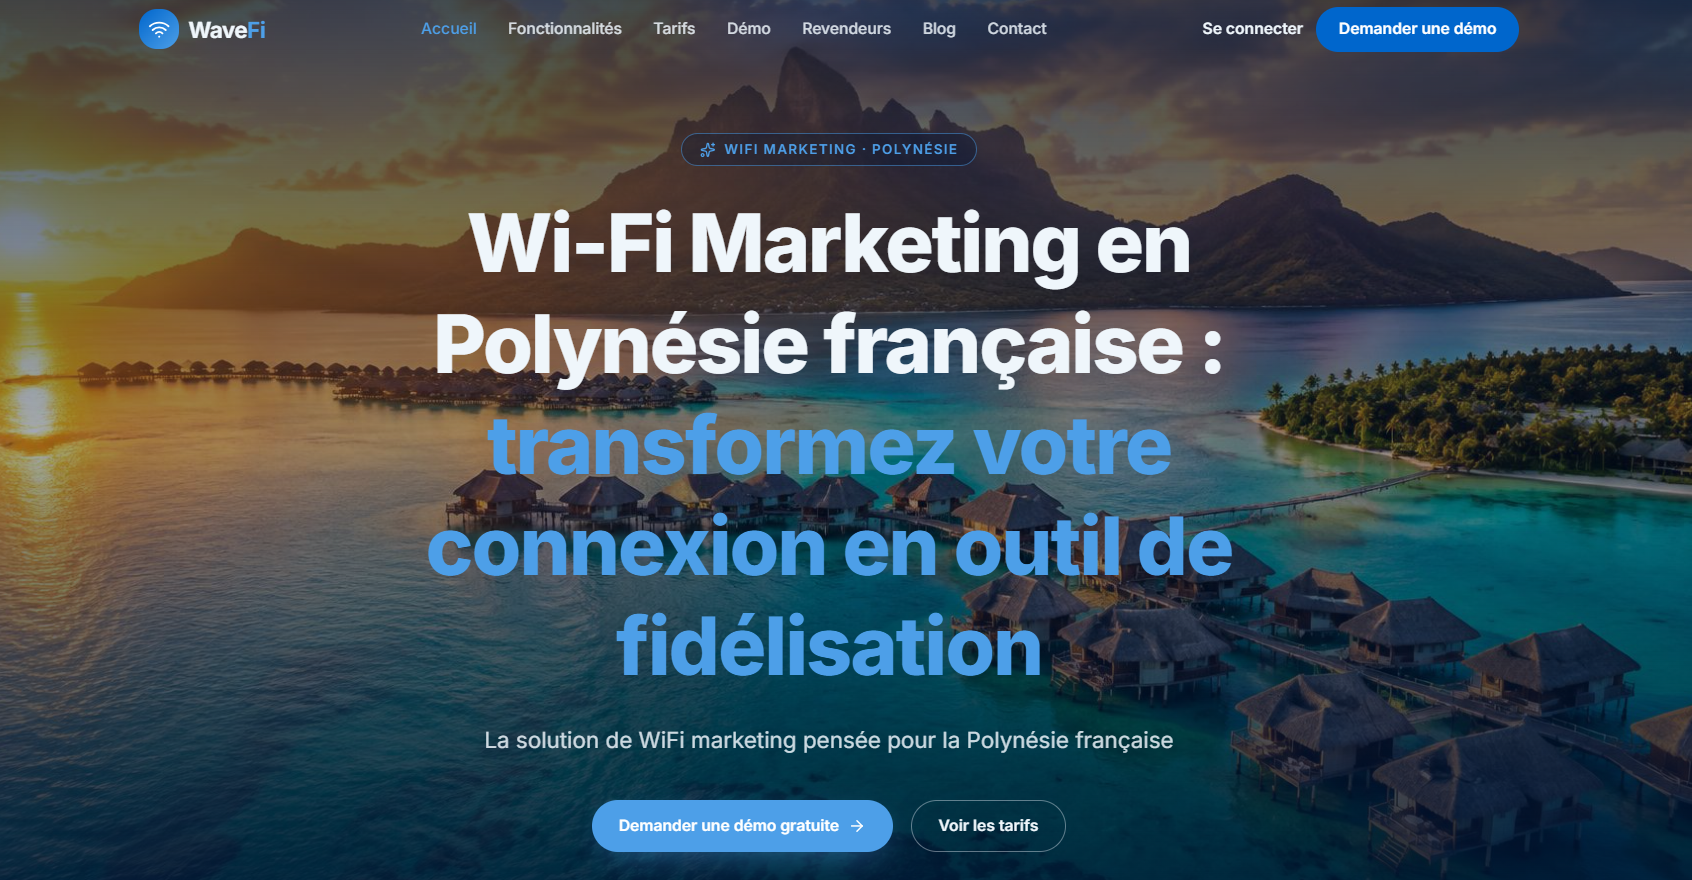 WaveFi
Accueil
Fonctionnalités
Tarifs
Démo
Revendeurs
Blog
Contact
Se connecter
Demander une démo
WIFI MARKETING · POLYNÉSIE
Wi-Fi Marketing en
Polynésie française :
transformez votre
connexion en outil de
fidélisation
La solution de WiFi marketing pensée pour la Polynésie française
Demander une démo gratuite
Voir les tarifs